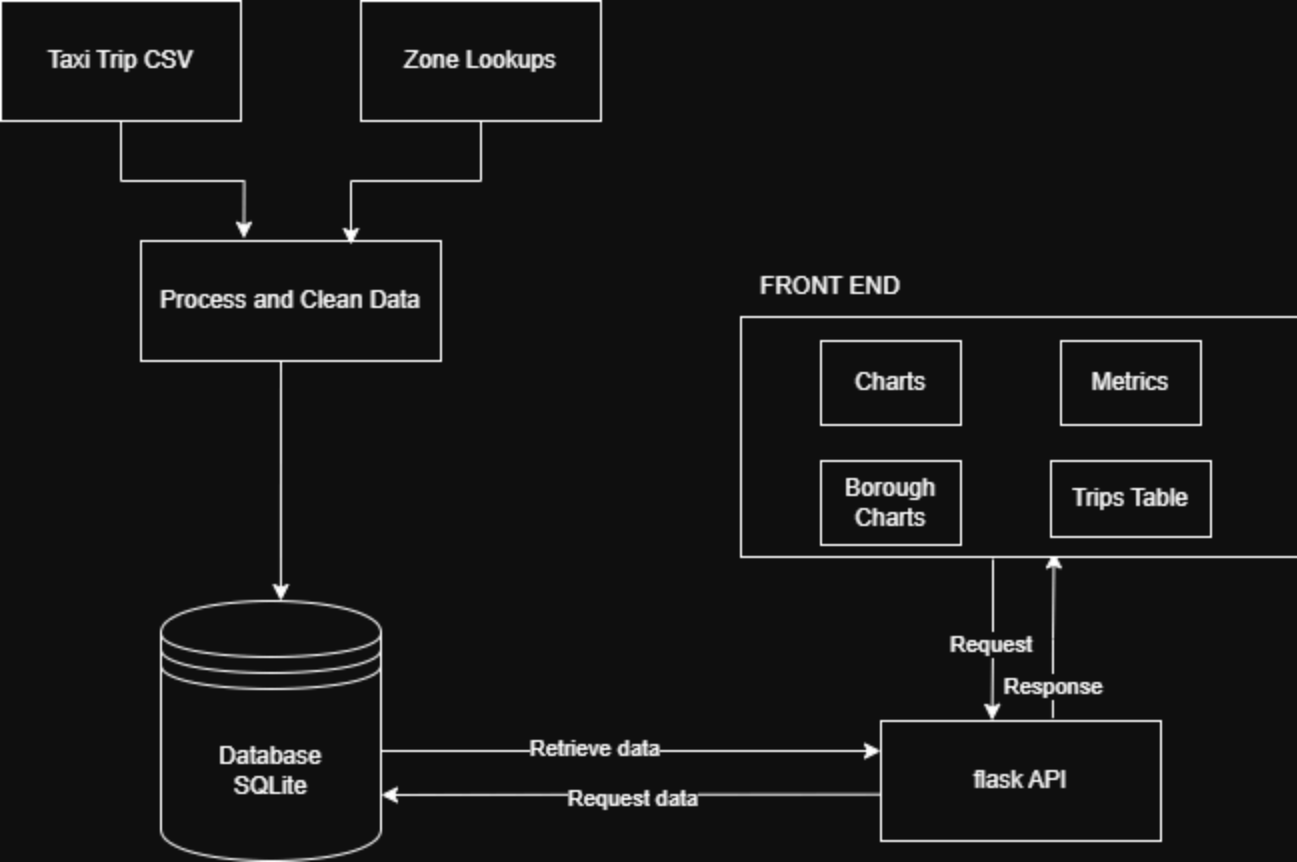 Taxi Trip CSV
Zone Lookups
Process and Clean Data
FRONT END
Charts
Metrics
Borough
Charts
Trips Table
Request
Response
Database
SQLite
Retrieve data
Request data
flask API